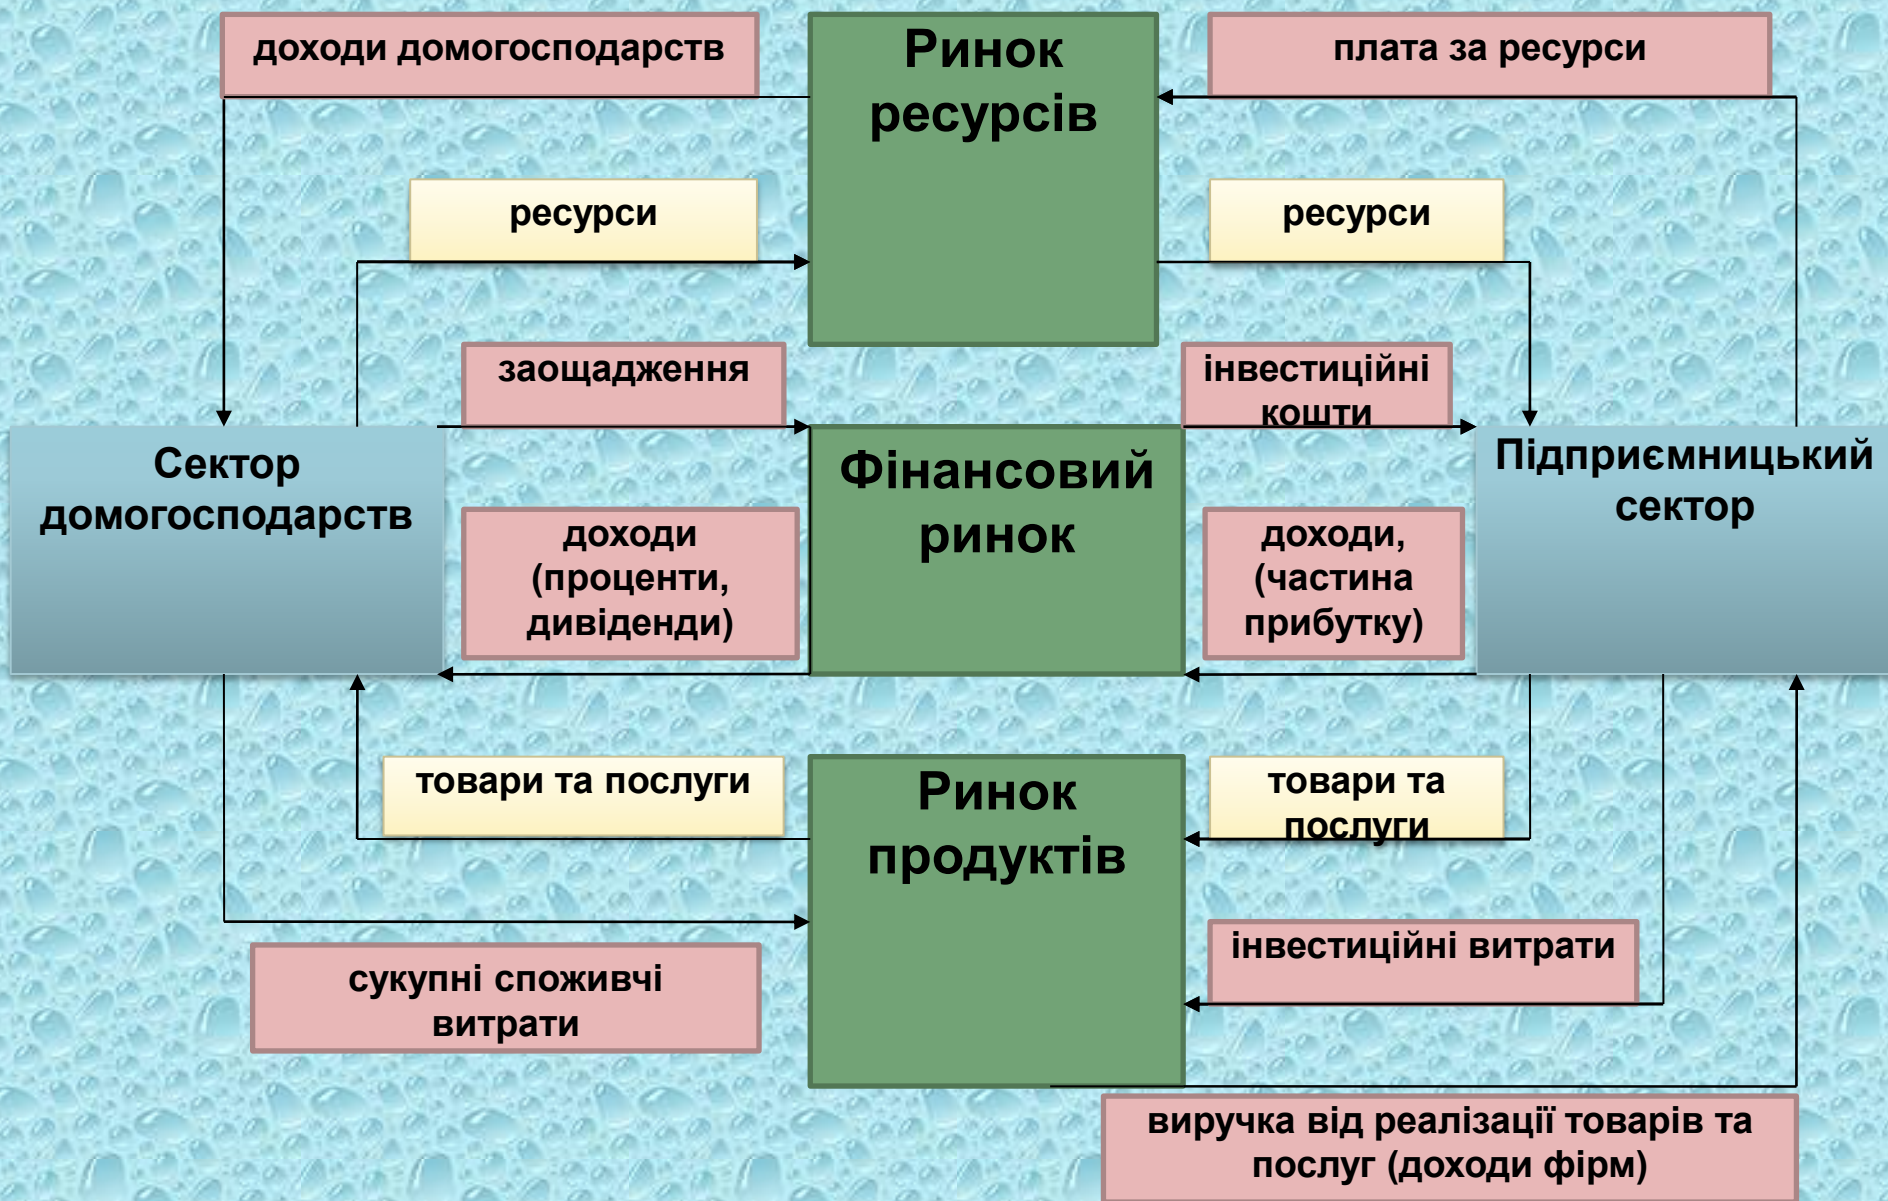 доходи домогосподарств
Ринок
ресурсів
плата за ресурси
ресурси
ресурси
заощадження
інвестиційні
кошти
Сектор
домогосподарств
Фінансовий
ринок
Підприємницький
сектор
доходи
(проценти,
дивіденди)
доходи,
(частина
прибутку)
товари та послуги
Ринок
продуктів
товари та
послуги
сукупні споживчі
витрати
інвестиційні витрати
виручка від реалізації товарів та
послуг (доходи фірм)